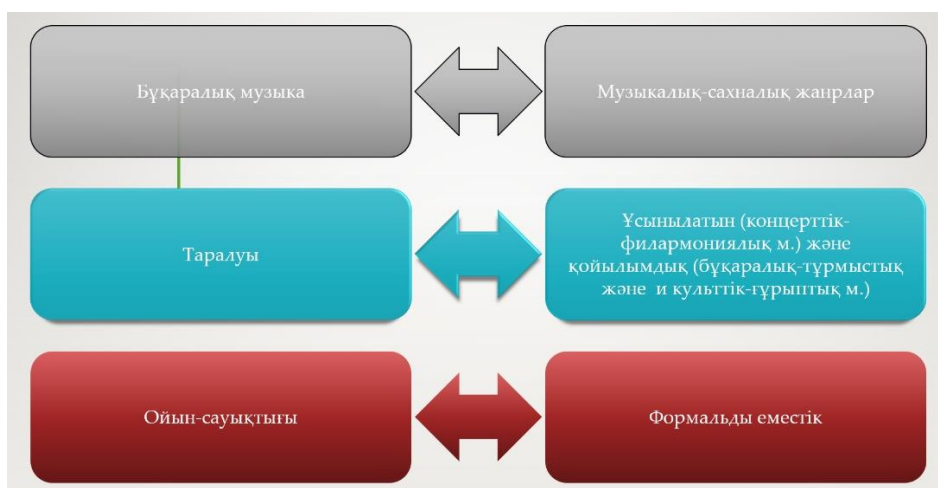 Бұқаралық музыка
Музыкалық-сахналық жанрлар
Таралуы
Ұсынылатын (концерттік-
филармониялық м.) және
қойылымдық (бұқаралық-тұрмыстық
және и культтік-ғұрыптық м.)
Ойын-сауықтығы
Формальды еместік